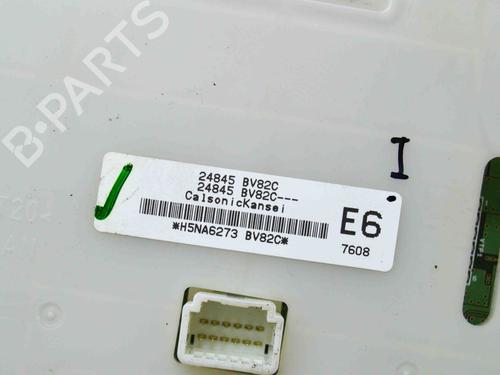 B-PARTS
I
24845 BV82C
24845 BV82C---
CalsonicKansei
*H5NA6273 BV82C*
E6
7608